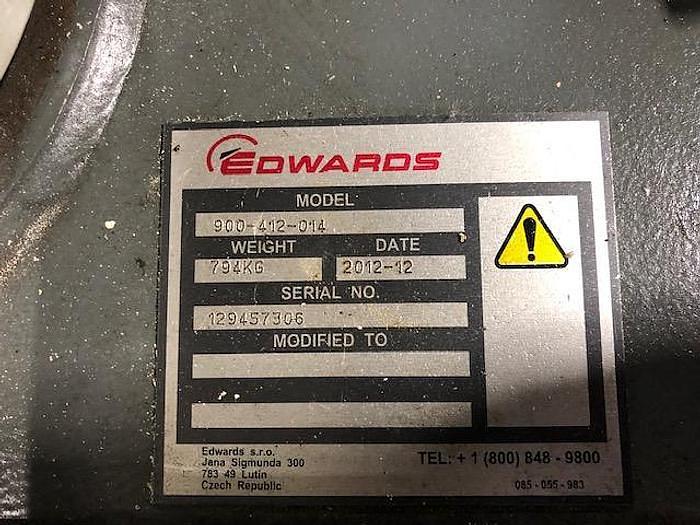 EDWARDS
MODEL
900-412-014
WEIGHT DATE
794KG 2012-12
SERIAL NO.
129457306
MODIFIED TO
Edwards s.r.o.
Jana Sigmunda 300
783 49 Lutin
Czech Republic
TEL: + 1 (800) 848 - 9800
085 - 055 - 983